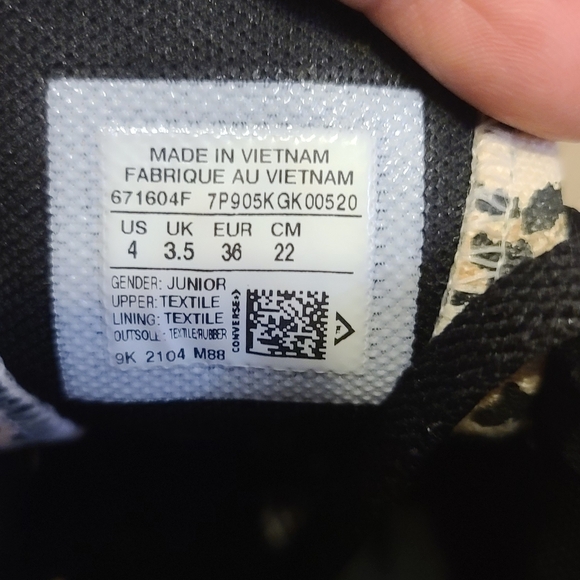 MADE IN VIETNAM
FABRIQUE AU VIETNAM
671604F 7P905KGK00520
US UK EUR CM
4 3.5 36 22
GENDER: JUNIOR
UPPER: TEXTILE
LINING: TEXTILE
OUTSOLE: TEXTILE/RUBBER
9K 2104 M88
CONVERSE